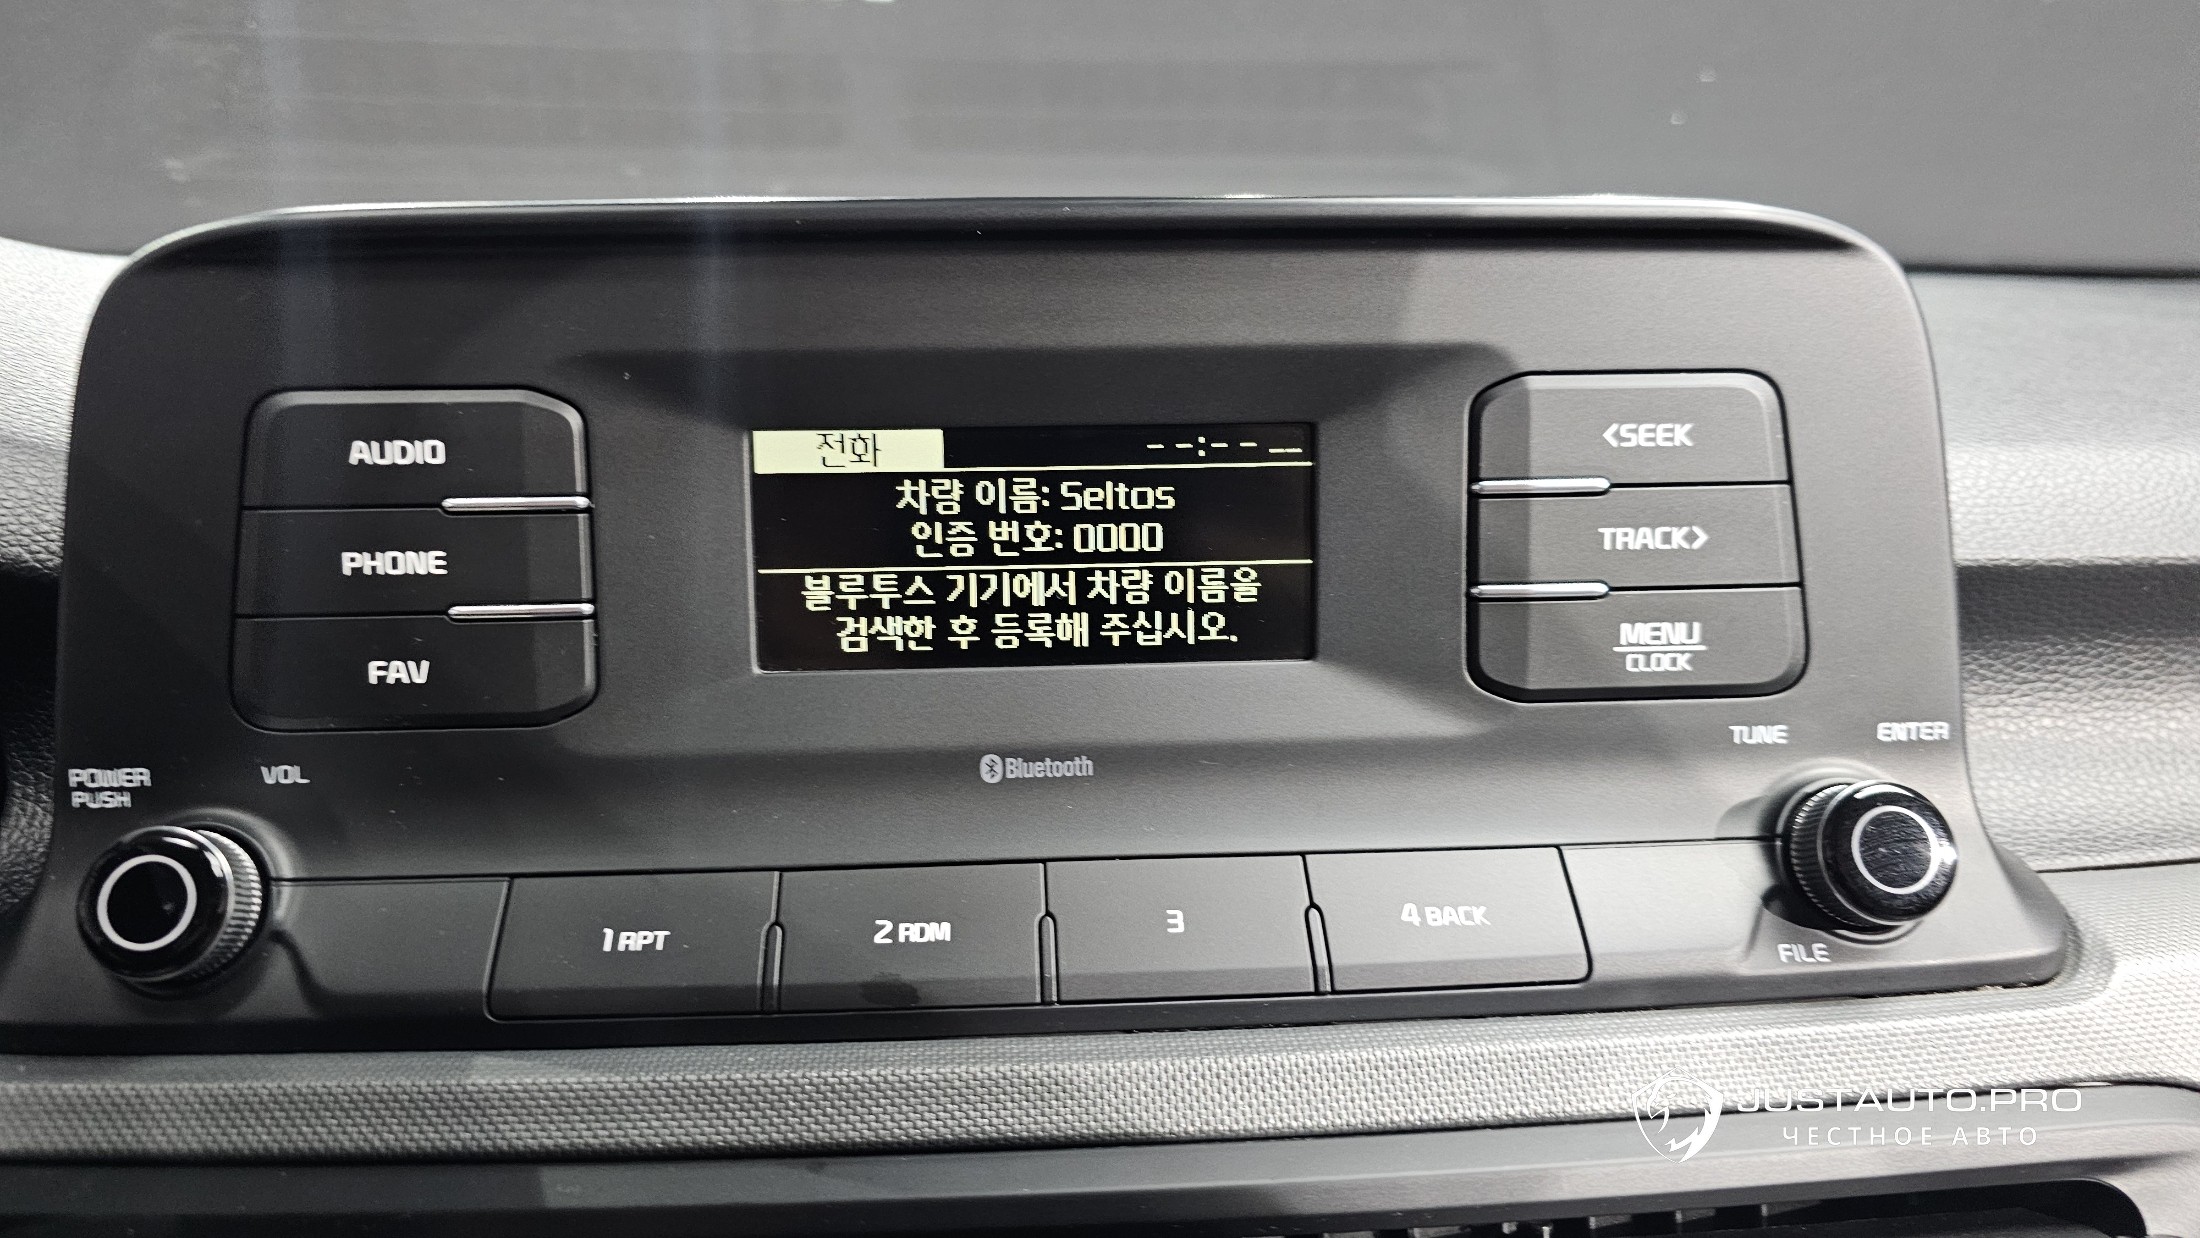 AUDIO
PHONE
FAV
전화 --:-- __
차량 이름: Seltos
인증 번호: 0000
블루투스 기기에서 차량 이름을
검색한 후 등록해 주십시오.
<SEEK
TRACK>
MENU
CLOCK
POWER
PUSH
VOL
Bluetooth
TUNE
ENTER
1 RPT
2 RDM
3
4 BACK
FILE
JUSTAUTO.PRO
ЧЕСТНОЕ АВТО